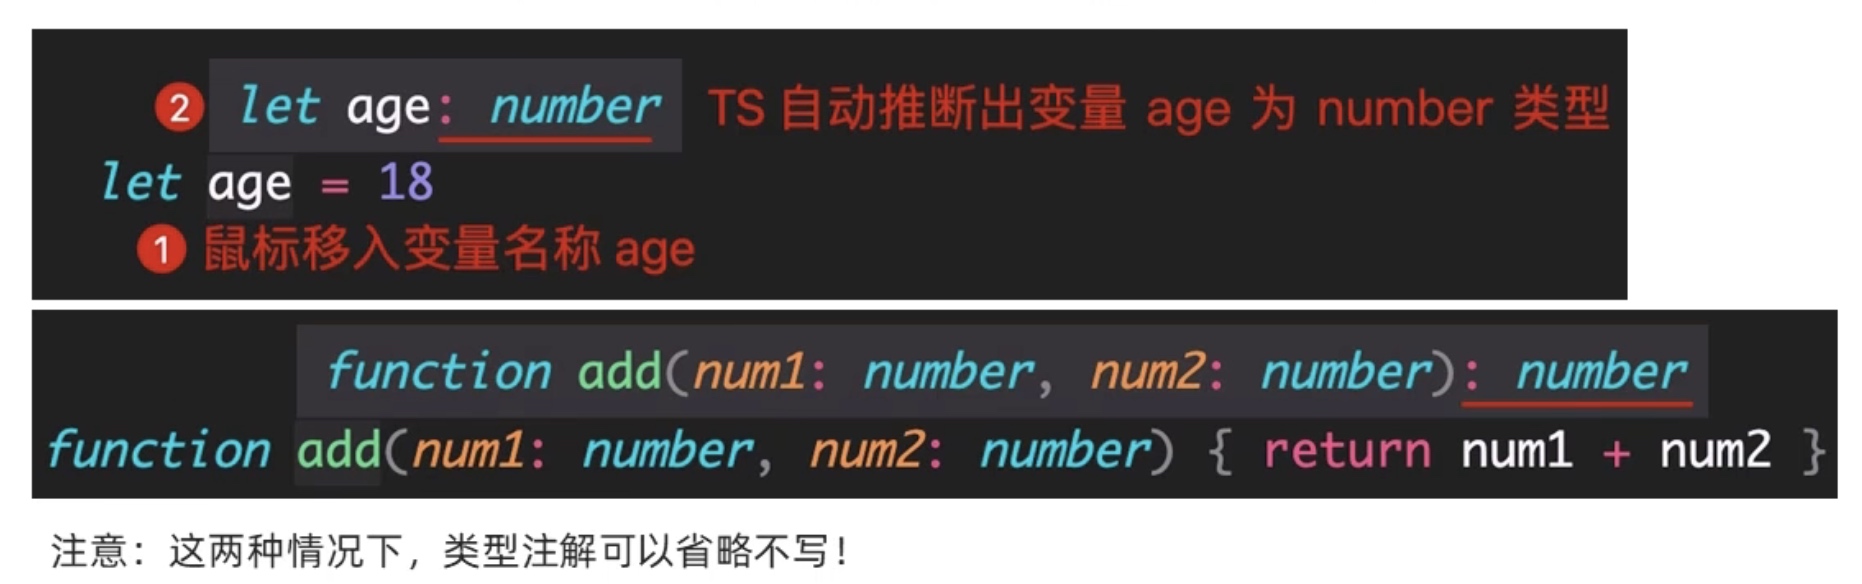 2 let age: number TS 自动推断出变量 age 为 number 类型
let age = 18
1 鼠标移入变量名称 age
function add(num1: number, num2: number): number
function add(num1: number, num2: number) { return num1 + num2 }
注意：这两种情况下，类型注解可以省略不写！